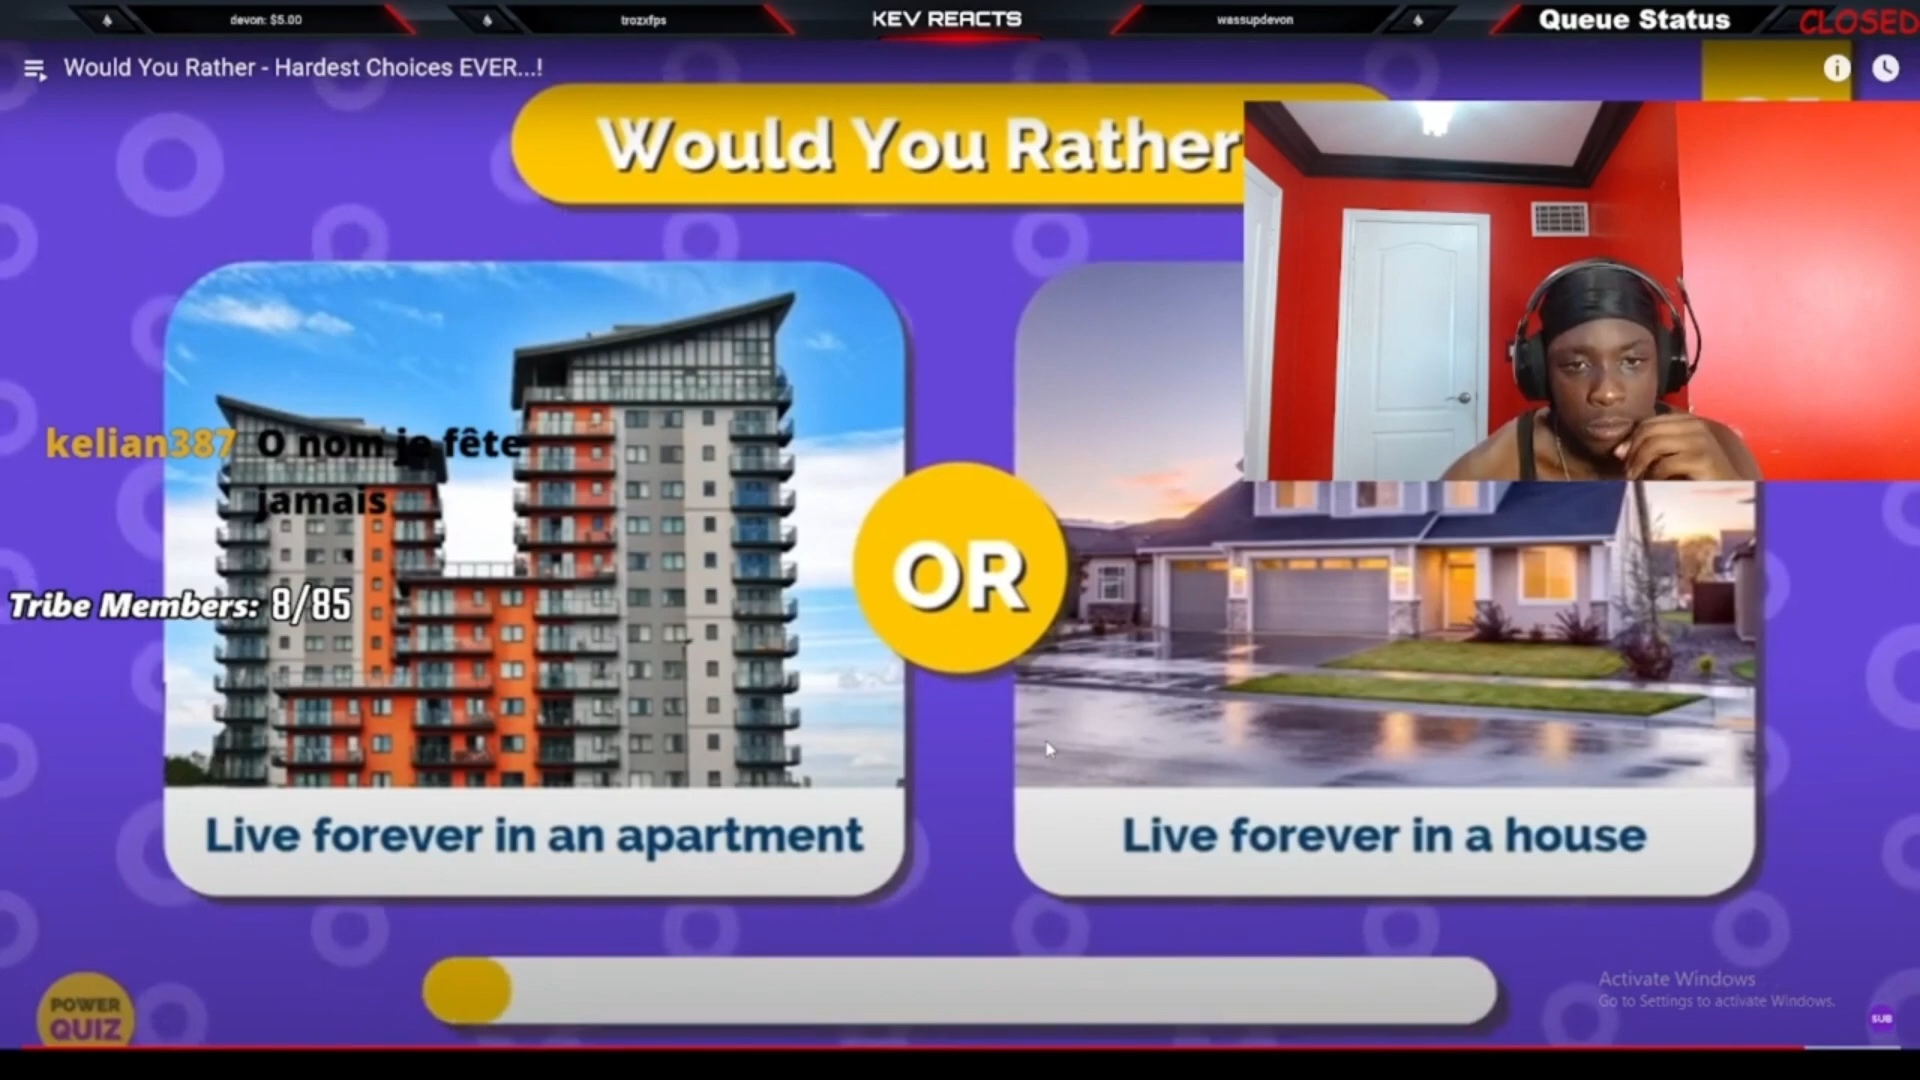 devon: $5.00
trozxfps
KEV REACTS
wassupdevon
Queue Status
CLOSED
Would You Rather - Hardest Choices EVER...!
Would You Rather
kelian387 O nom je fête
jamais
Tribe Members: 8/85
OR
Live forever in an apartment
Live forever in a house
POWER
QUIZ
Activate Windows
Go to Settings to activate Windows.
SUB